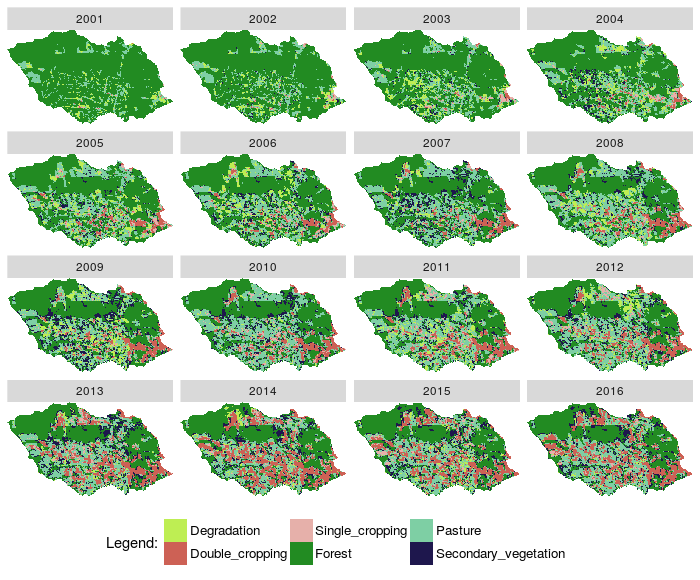 2001 2002 2003 2004
2005 2006 2007 2008
2009 2010 2011 2012
2013 2014 2015 2016
Legend:
Degradation Single_cropping Pasture
Double_cropping Forest Secondary_vegetation